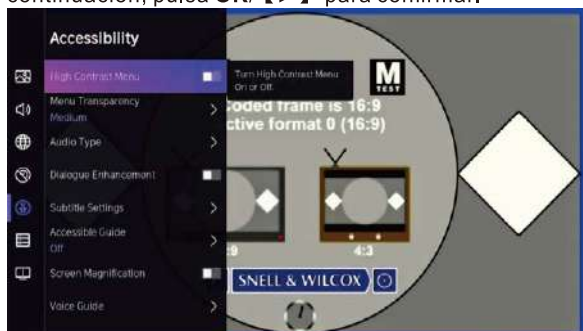 continuación, pulsa OK/【▷】 para confirmar.
Accessibility
High Contrast Menu
Turn High Contrast Menu
On or Off.
Menu Transparency
Medium
Audio Type
Dialogue Enhancement
Subtitle Settings
Accessible Guide
Off
Screen Magnification
Voice Guide
M
TEST
Coded frame is 16:9
ctive format 0 (16:9)
:9
4:3
SNELL & WILCOX
1